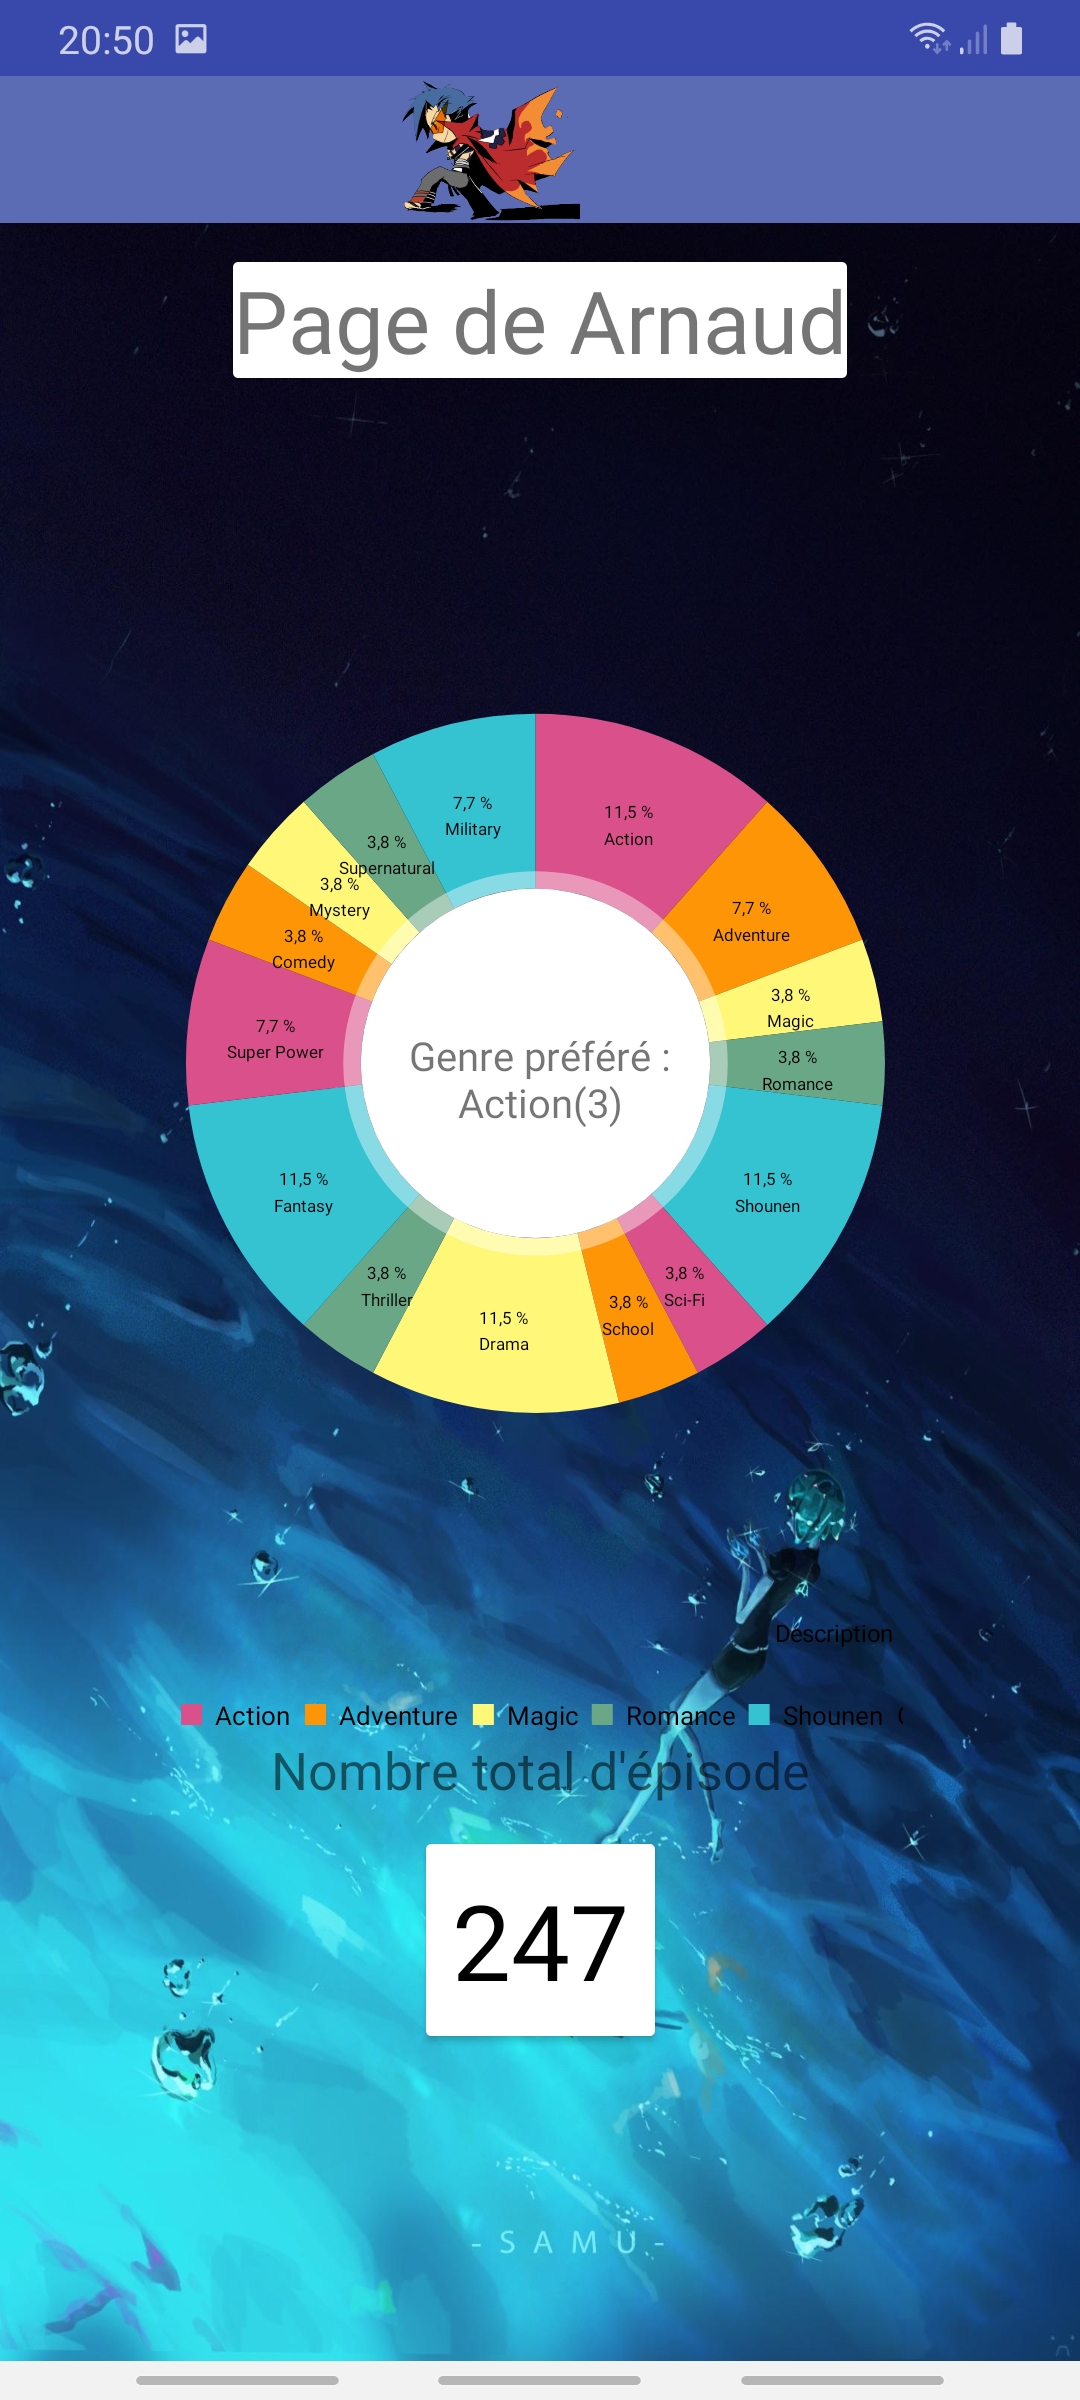 20:50
Page de Arnaud
7,7 %
Military
11,5 %
Action
3,8 %
Supernatural
3,8 %
Mystery
7,7 %
Adventure
3,8 %
Comedy
3,8 %
Magic
7,7 %
Super Power
3,8 %
Romance
Genre préféré :
Action(3)
11,5 %
Fantasy
11,5 %
Shounen
3,8 %
Thriller
3,8 %
Sci-Fi
3,8 %
School
11,5 %
Drama
Description
Action Adventure Magic Romance Shounen
Nombre total d'épisode
247
- S A M U -